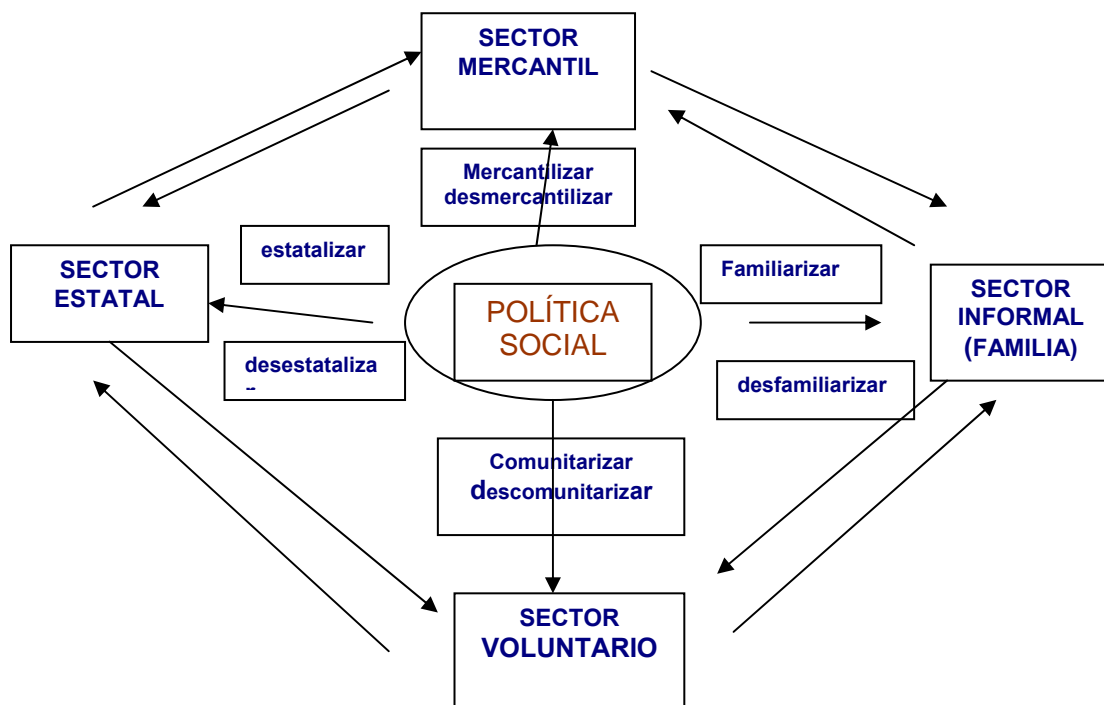 SECTOR
MERCANTIL
Mercantilizar
desmercantilizar
estatalizar
Familiarizar
SECTOR
ESTATAL
POLÍTICA
SOCIAL
SECTOR
INFORMAL
(FAMILIA)
desestataliza
desfamiliarizar
Comunitarizar
descomunitarizar
SECTOR
VOLUNTARIO